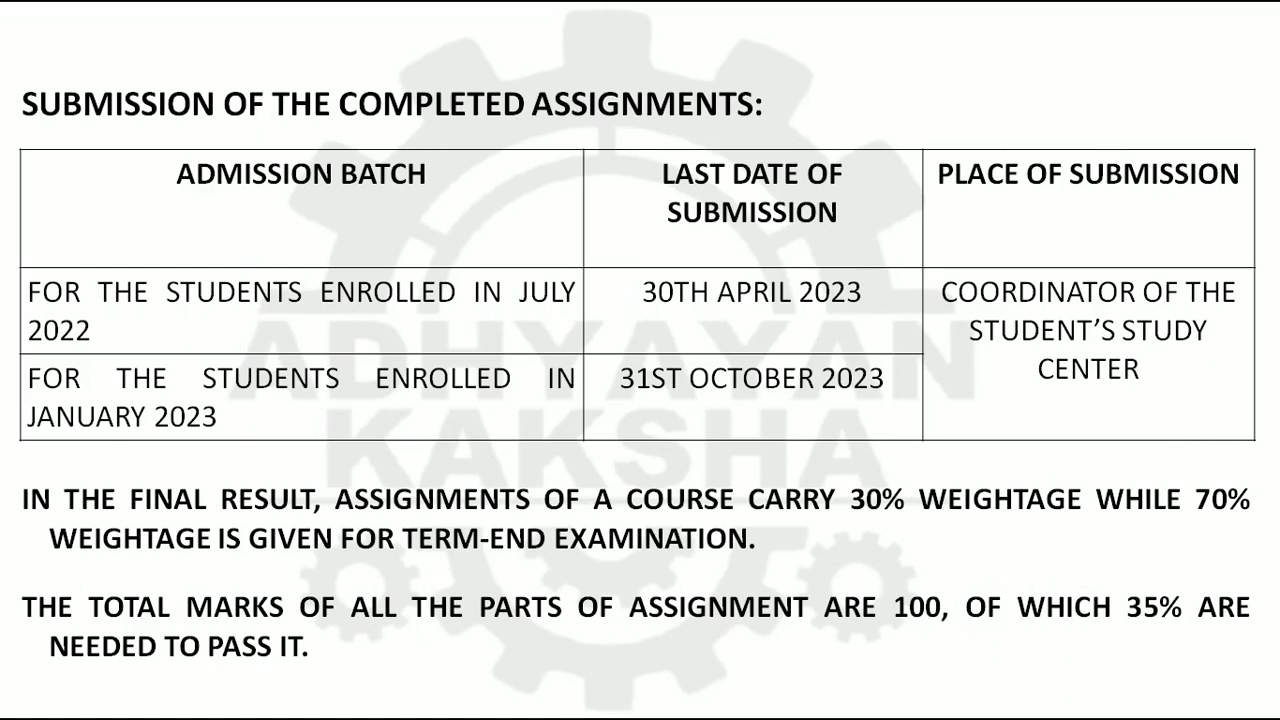 SUBMISSION OF THE COMPLETED ASSIGNMENTS:
ADMISSION BATCH
LAST DATE OF
SUBMISSION
PLACE OF SUBMISSION
FOR THE STUDENTS ENROLLED IN JULY
2022
30TH APRIL 2023
COORDINATOR OF THE
STUDENT’S STUDY
CENTER
FOR THE STUDENTS ENROLLED IN
JANUARY 2023
31ST OCTOBER 2023
ADHYAYAN
KAKSHA
IN THE FINAL RESULT, ASSIGNMENTS OF A COURSE CARRY 30% WEIGHTAGE WHILE 70%
WEIGHTAGE IS GIVEN FOR TERM-END EXAMINATION.
THE TOTAL MARKS OF ALL THE PARTS OF ASSIGNMENT ARE 100, OF WHICH 35% ARE
NEEDED TO PASS IT.